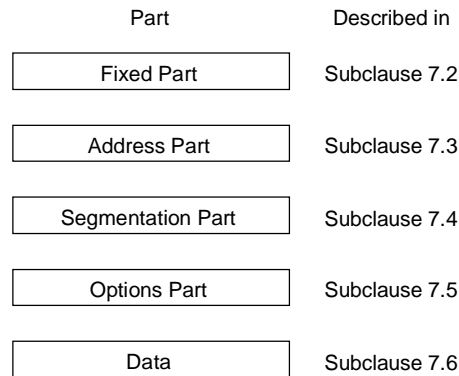 Part Described in
Fixed Part Subclause 7.2
Address Part Subclause 7.3
Segmentation Part Subclause 7.4
Options Part Subclause 7.5
Data Subclause 7.6